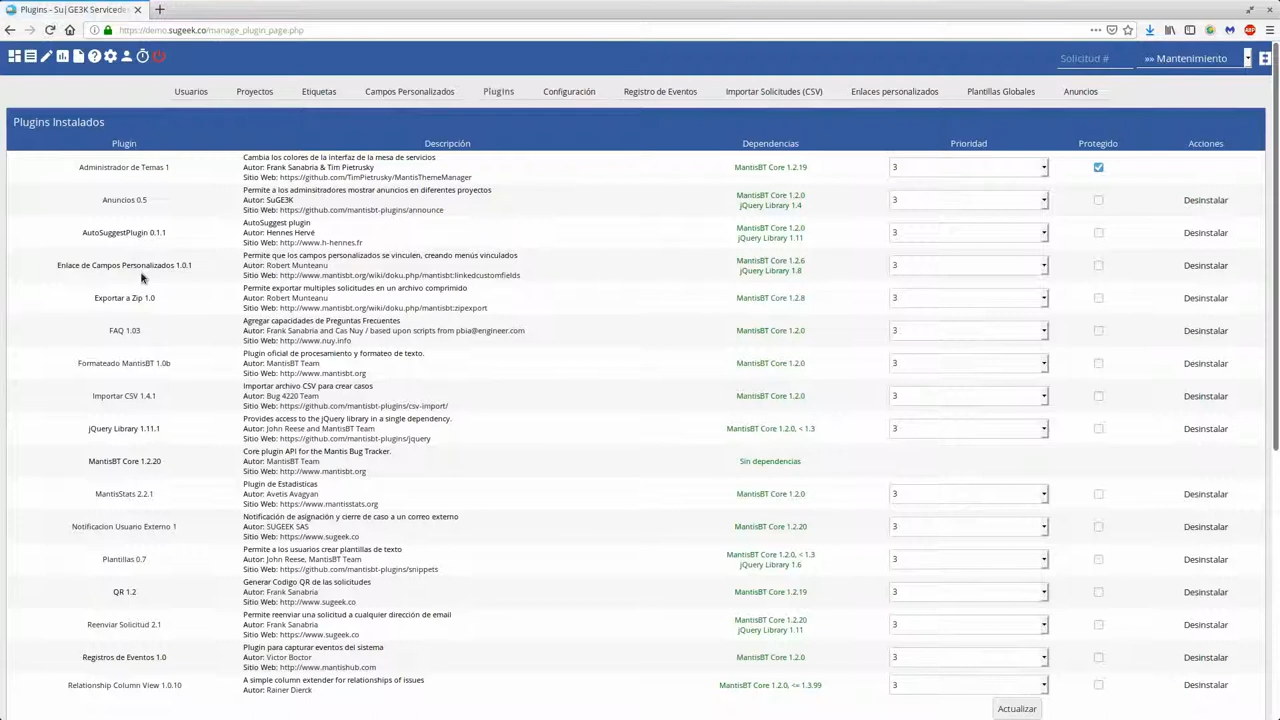 Plugins - Su|GE3K Servicedes
https://demo.sugeek.co/manage_plugin_page.php
Solicitud #
»» Mantenimiento
Usuarios Proyectos Etiquetas Campos Personalizados Plugins Configuración Registro de Eventos Importar Solicitudes (CSV) Enlaces personalizados Plantillas Globales Anuncios
Plugins Instalados
Plugin Descripción Dependencias Prioridad Protegido Acciones
Cambia los colores de la interfaz de la mesa de servicios
Administrador de Temas 1 Autor: Frank Sanabria & Tim Pietrusky MantisBT Core 1.2.19 3
Sitio Web: https://github.com/TimPietrusky/MantisThemeManager
Permite a los adminsitradores mostrar anuncios en diferentes proyectos
MantisBT Core 1.2.0
Anuncios 0.5 Autor: SuGE3K 3 Desinstalar
jQuery Library 1.4
Sitio Web: https://github.com/mantisbt-plugins/announce
AutoSuggest plugin
MantisBT Core 1.2.0
AutoSuggestPlugin 0.1.1 Autor: Hennes Hervé 3 Desinstalar
jQuery Library 1.11
Sitio Web: http://www.h-hennes.fr
Permite que los campos personalizados se vinculen, creando menús vinculados
MantisBT Core 1.2.6
Enlace de Campos Personalizados 1.0.1 Autor: Robert Munteanu 3 Desinstalar
jQuery Library 1.8
Sitio Web: http://www.mantisbt.org/wiki/doku.php/mantisbt:linkedcustomfields
Permite exportar multiples solicitudes en un archivo comprimido
Exportar a Zip 1.0 Autor: Robert Munteanu MantisBT Core 1.2.8 3 Desinstalar
Sitio Web: http://www.mantisbt.org/wiki/doku.php/mantisbt:zipexport
Agregar capacidades de Preguntas Frecuentes
FAQ 1.03 Autor: Frank Sanabria and Cas Nuy / based upon scripts from pbia@engineer.com MantisBT Core 1.2.0 3 Desinstalar
Sitio Web: http://www.nuy.info
Plugin oficial de procesamiento y formateo de texto.
Formateado MantisBT 1.0b Autor: MantisBT Team MantisBT Core 1.2.0 3 Desinstalar
Sitio Web: http://www.mantisbt.org
Importar archivo CSV para crear casos
Importar CSV 1.4.1 Autor: Bug 4220 Team MantisBT Core 1.2.0 3 Desinstalar
Sitio Web: https://github.com/mantisbt-plugins/csv-import/
Provides access to the jQuery library in a single dependency.
jQuery Library 1.11.1 Autor: John Reese and MantisBT Team MantisBT Core 1.2.0, < 1.3 3 Desinstalar
Sitio Web: https://github.com/mantisbt-plugins/jquery
Core plugin API for the Mantis Bug Tracker.
MantisBT Core 1.2.20 Autor: MantisBT Team Sin dependencias
Sitio Web: http://www.mantisbt.org
Plugin de Estadisticas
MantisStats 2.2.1 Autor: Avetis Avagyan MantisBT Core 1.2.0 3 Desinstalar
Sitio Web: https://www.mantisstats.org
Notificación de asignación y cierre de caso a un correo externo
Notificacion Usuario Externo 1 Autor: SUGEEK SAS MantisBT Core 1.2.20 3 Desinstalar
Sitio Web: https://www.sugeek.co
Permite a los usuarios crear plantillas de texto
MantisBT Core 1.2.0, < 1.3
Plantillas 0.7 Autor: John Reese, MantisBT Team 3 Desinstalar
jQuery Library 1.6
Sitio Web: https://github.com/mantisbt-plugins/snippets
Generar Codigo QR de las solicitudes
QR 1.2 Autor: Frank Sanabria MantisBT Core 1.2.19 3 Desinstalar
Sitio Web: http://www.sugeek.co
Permite reenviar una solicitud a cualquier dirección de email
MantisBT Core 1.2.20
Reenviar Solicitud 2.1 Autor: Frank Sanabria 3 Desinstalar
jQuery Library 1.11
Sitio Web: https://www.sugeek.co
Plugin para capturar eventos del sistema
Registros de Eventos 1.0 Autor: Victor Boctor MantisBT Core 1.2.0 3 Desinstalar
Sitio Web: http://www.mantishub.com
A simple column extender for relationships of issues
Relationship Column View 1.0.10 MantisBT Core 1.2.0, <= 1.3.99 3 Desinstalar
Autor: Rainer Dierck
Actualizar